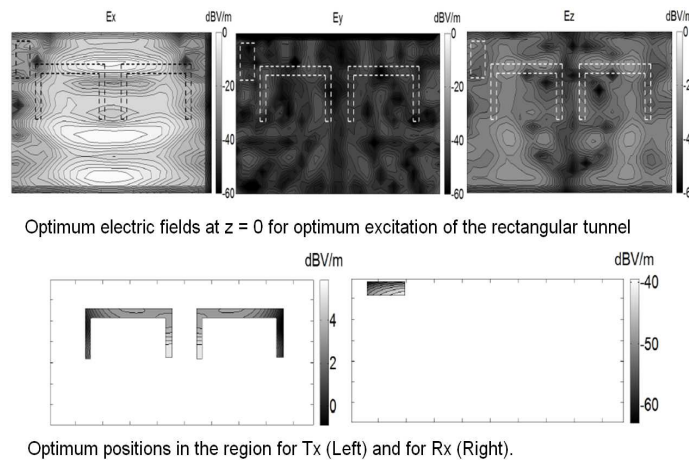 Ex dBV/m Ey dBV/m Ez dBV/m
0 0 0
-20 -20 -20
-40 -40 -40
-60 -60 -60
Optimum electric fields at z = 0 for optimum excitation of the rectangular tunnel
dBV/m dBV/m
4 -40
2 -50
0 -60
Optimum positions in the region for Tx (Left) and for Rx (Right).